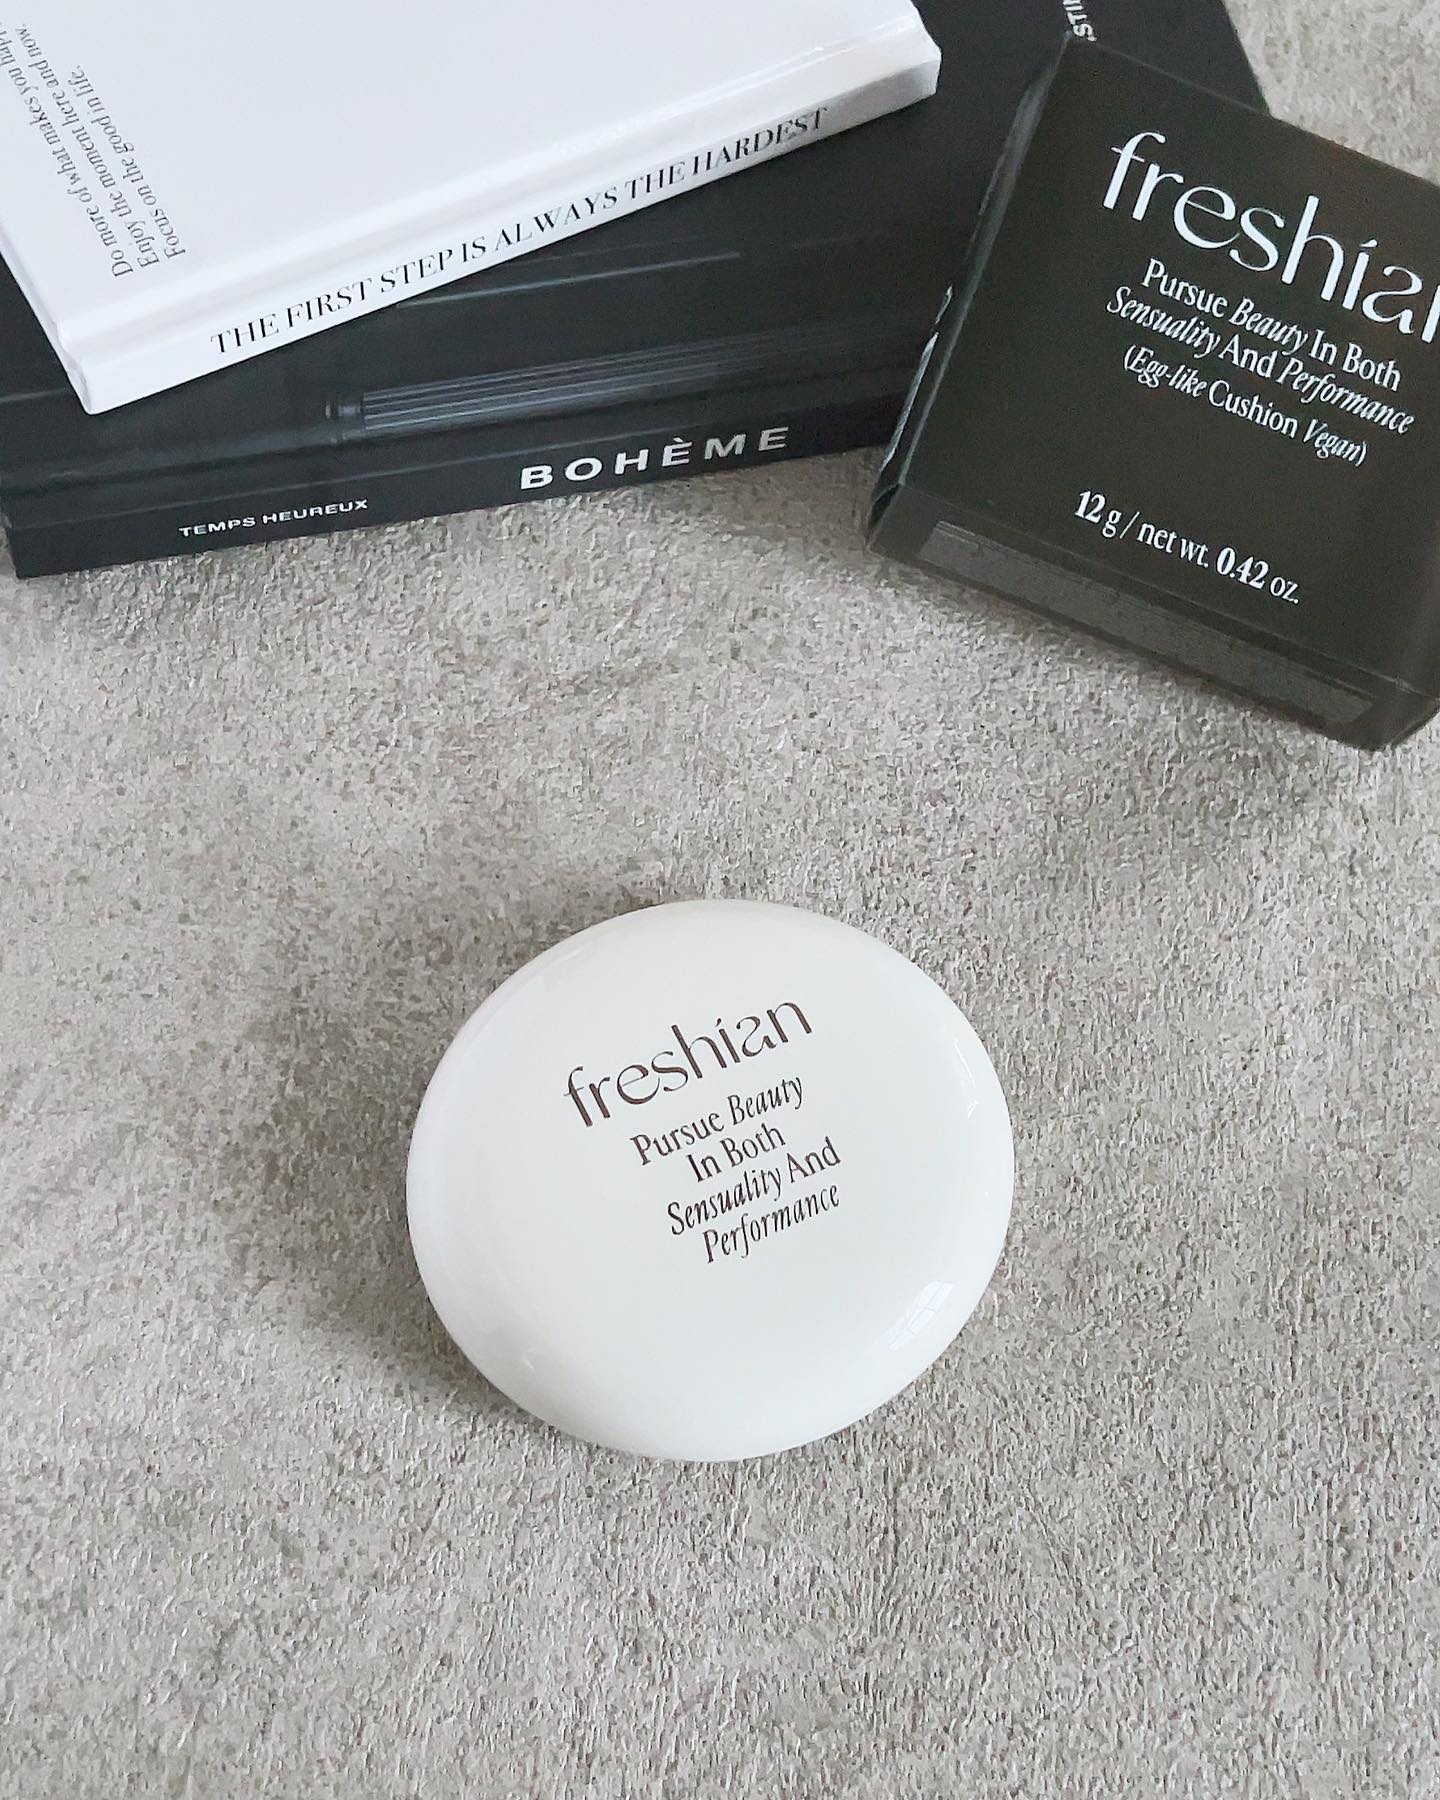 Do more of what makes you happy
Enjoy the moment here and now.
Focus on the good in life.
THE FIRST STEP IS ALWAYS THE HARDEST
TEMPS HEUREUX
BOHÈME
freshian
Pursue Beauty In Both
Sensuality And Performance
(Egg-like Cushion Vegan)
12 g / net wt. 0.42 oz.
freshian
Pursue Beauty
In Both
Sensuality And
Performance